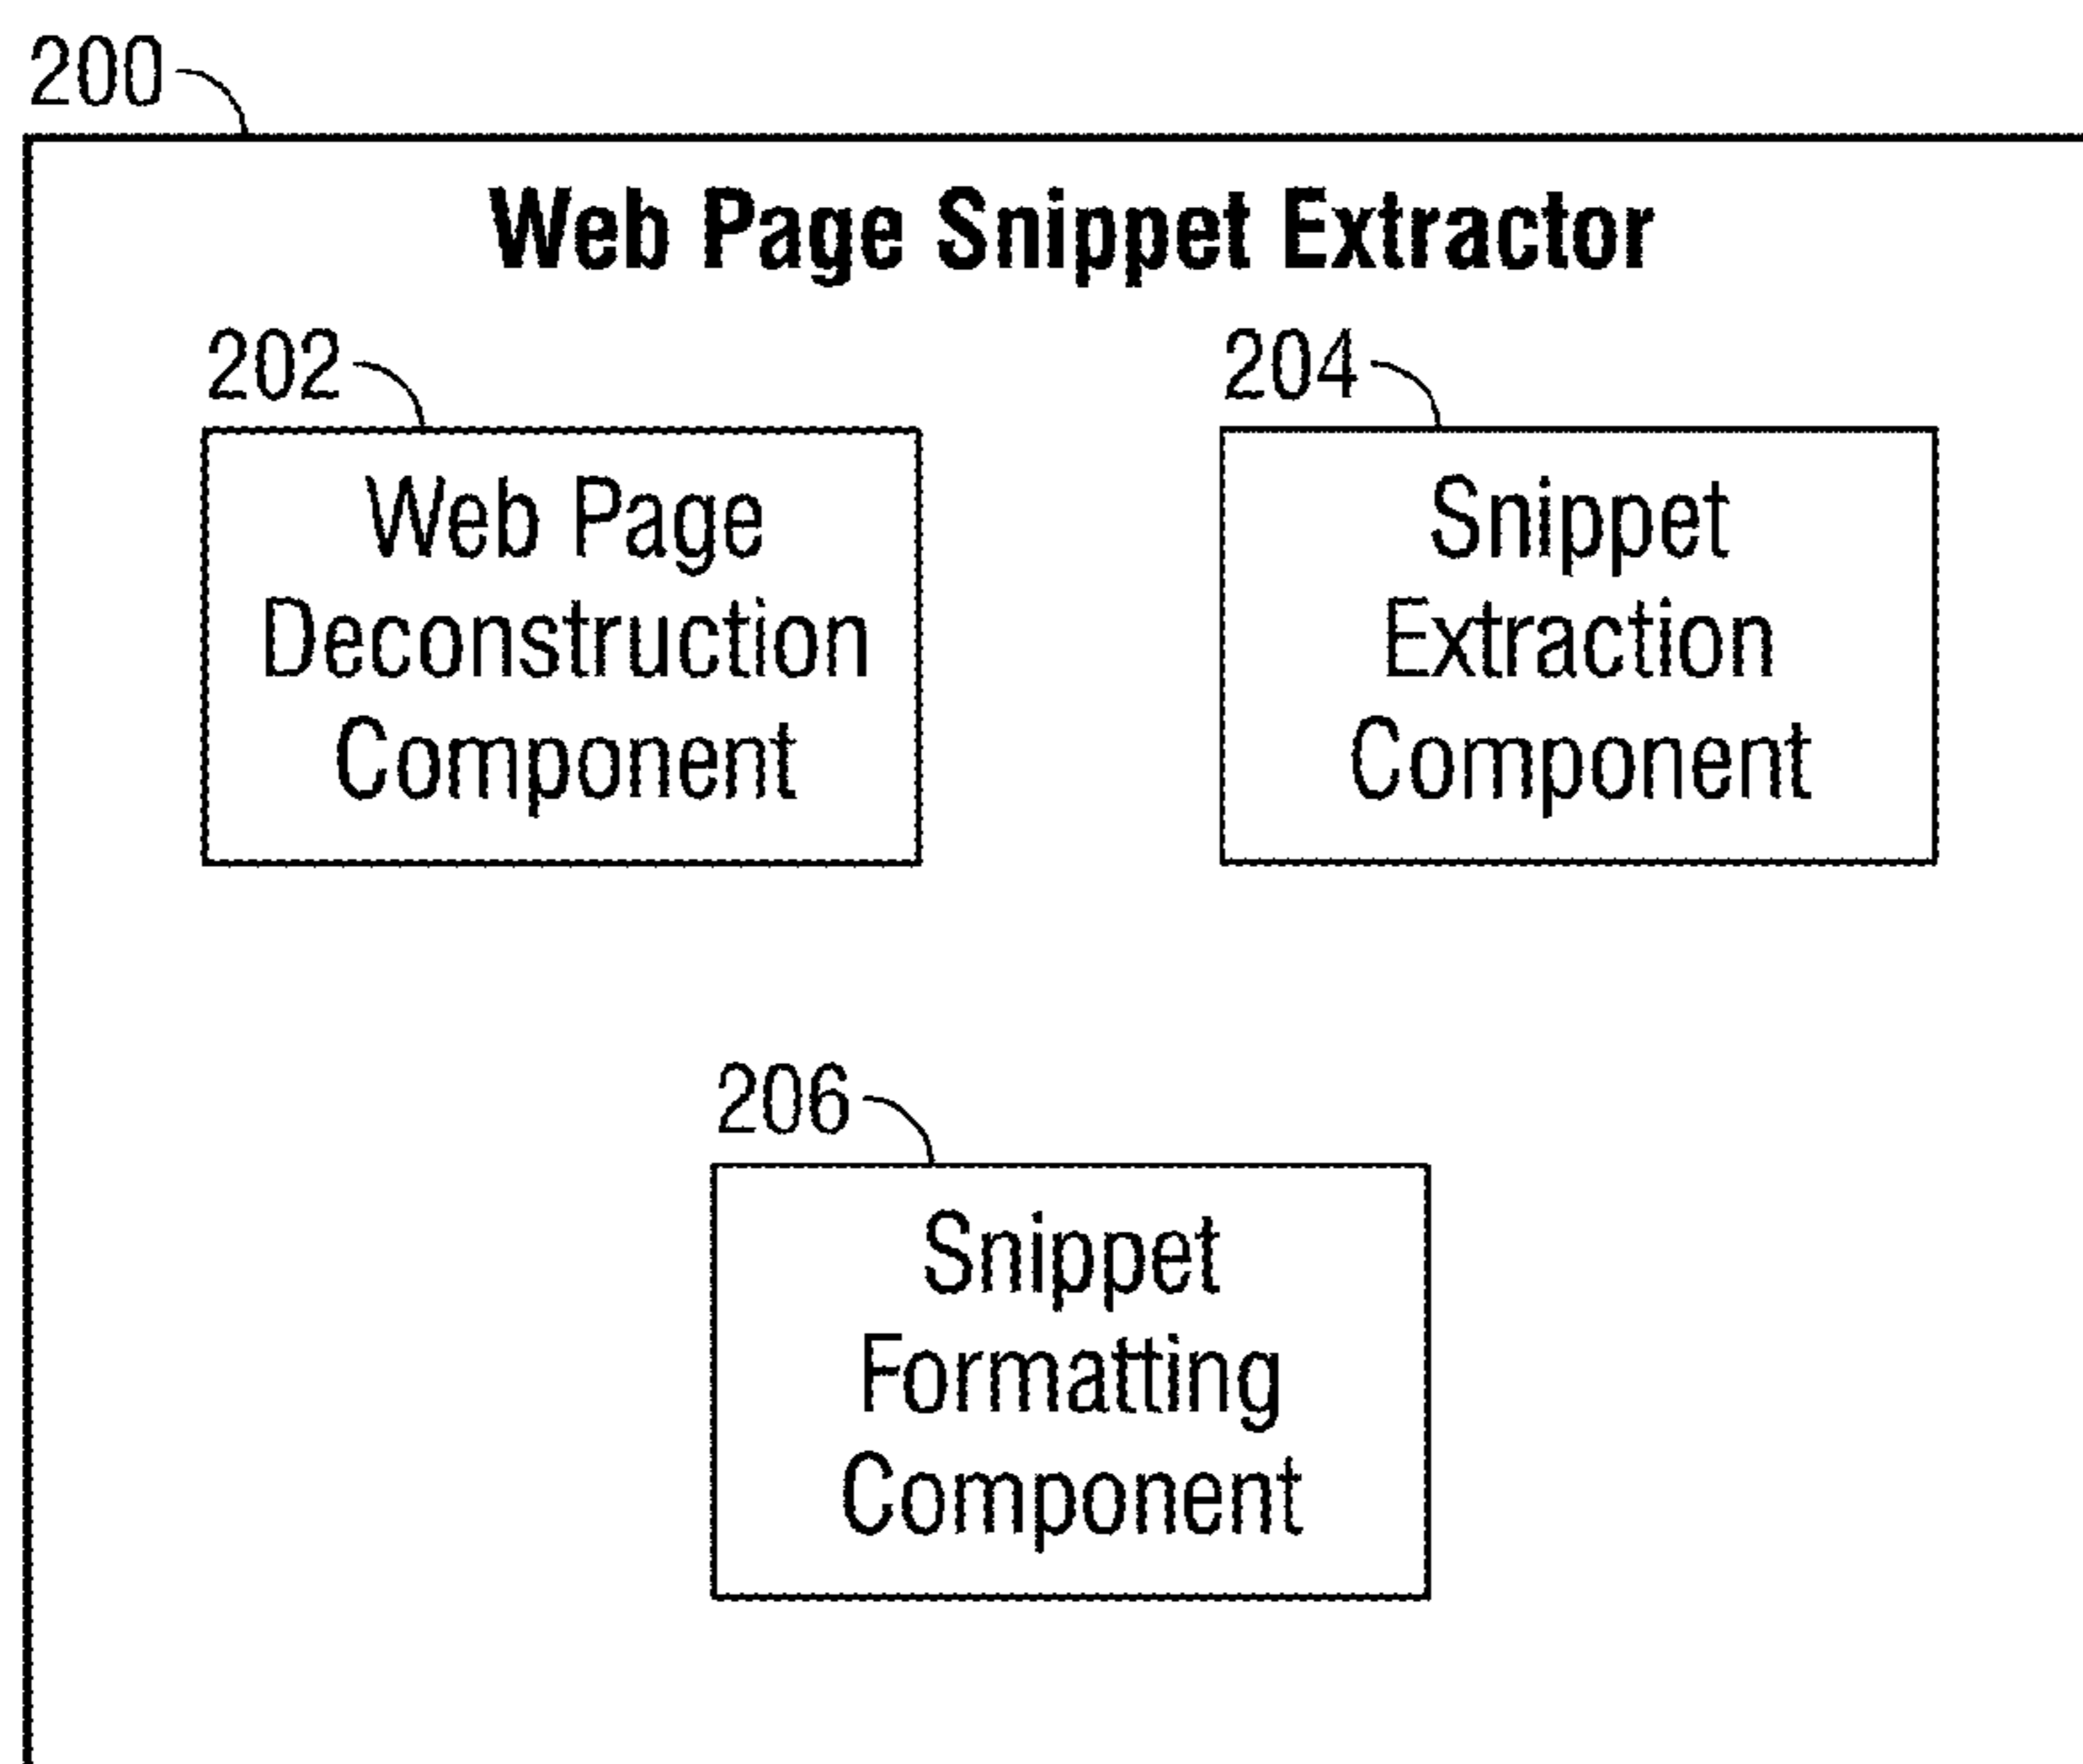 200
Web Page Snippet Extractor
202
Web Page
Deconstruction
Component
204
Snippet
Extraction
Component
206
Snippet
Formatting
Component